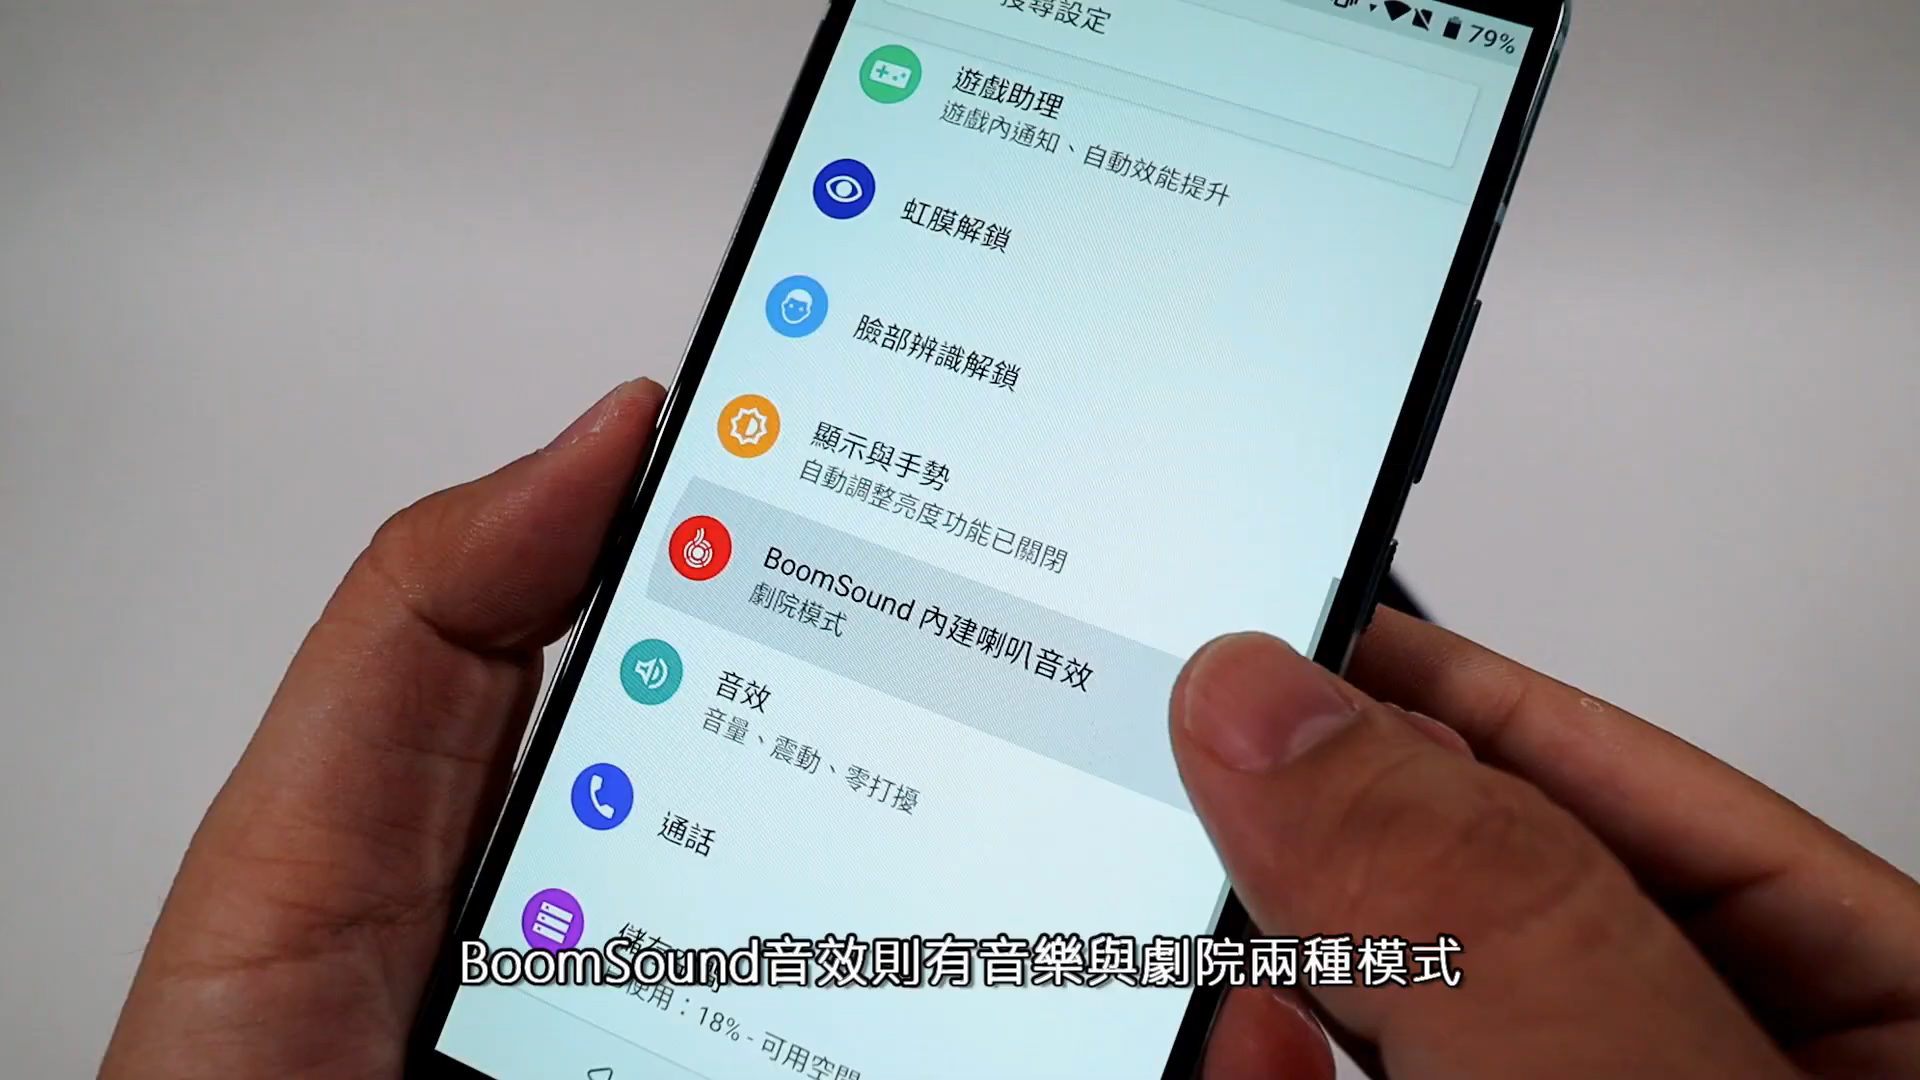 搜尋設定
79%
遊戲助理
遊戲內通知、自動效能提升
虹膜解鎖
臉部辨識解鎖
顯示與手勢
自動調整亮度功能已關閉
BoomSound 內建喇叭音效
劇院模式
音效
音量、震動、零打擾
通話
儲存
使用：18% - 可用空間
BoomSound音效則有音樂與劇院兩種模式